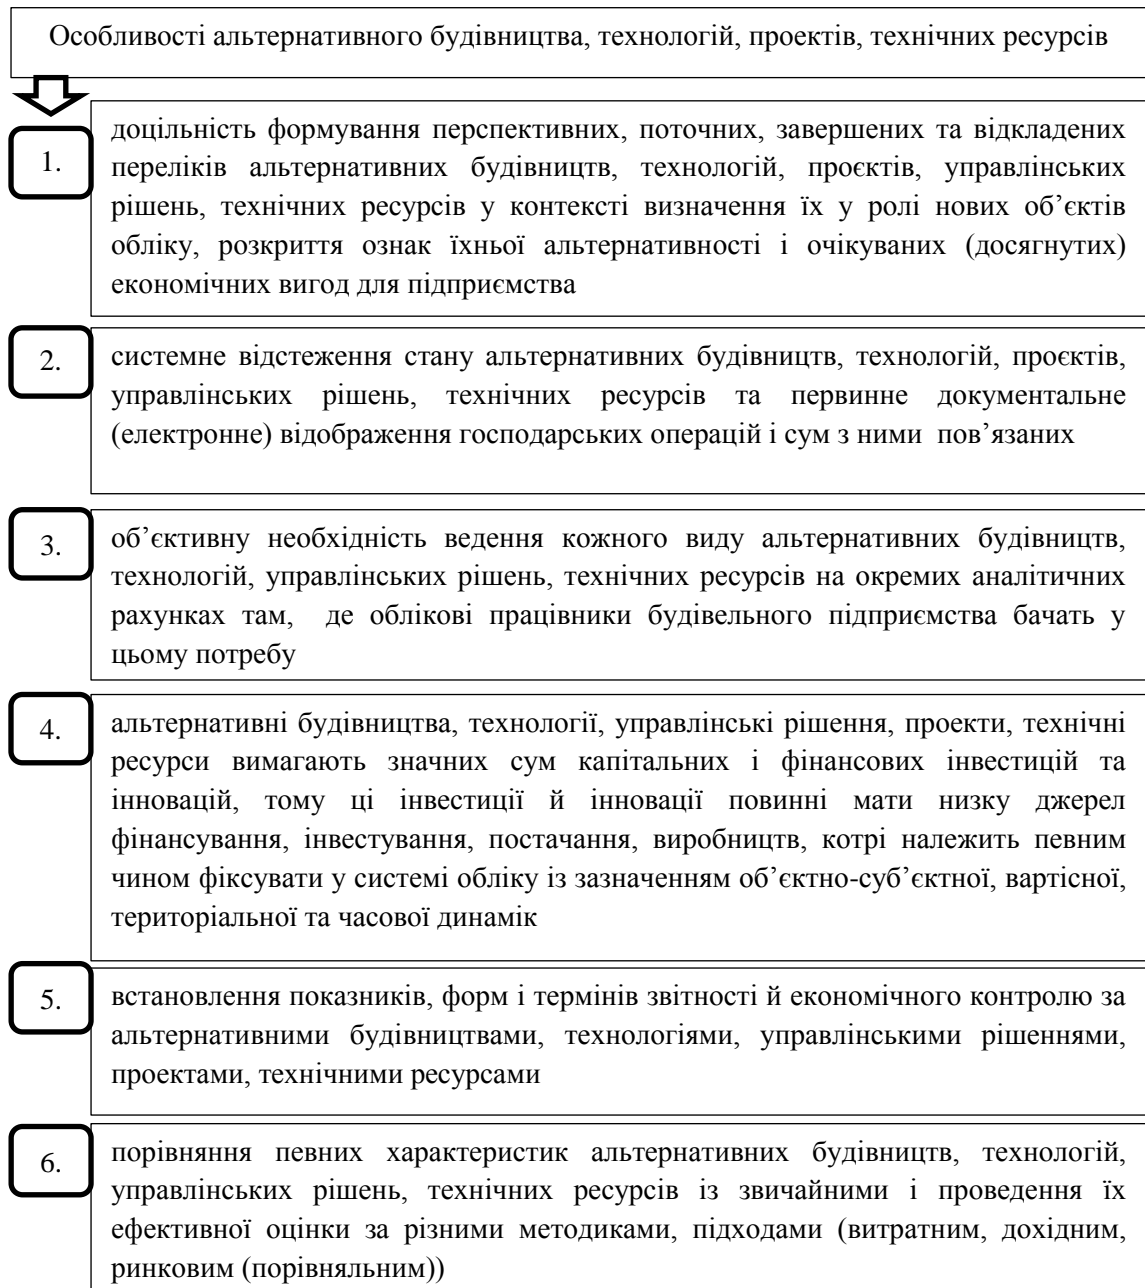 Особливості альтернативного будівництва, технологій, проектів, технічних ресурсів
1.
доцільність формування перспективних, поточних, завершених та відкладених
переліків альтернативних будівництв, технологій, проєктів, управлінських
рішень, технічних ресурсів у контексті визначення їх у ролі нових об’єктів
обліку, розкриття ознак їхньої альтернативності і очікуваних (досягнутих)
економічних вигод для підприємства
2.
системне відстеження стану альтернативних будівництв, технологій, проєктів,
управлінських рішень, технічних ресурсів та первинне документальне
(електронне) відображення господарських операцій і сум з ними пов’язаних
3.
об’єктивну необхідність ведення кожного виду альтернативних будівництв,
технологій, управлінських рішень, технічних ресурсів на окремих аналітичних
рахунках там, де облікові працівники будівельного підприємства бачать у
цьому потребу
4.
альтернативні будівництва, технології, управлінські рішення, проекти, технічні
ресурси вимагають значних сум капітальних і фінансових інвестицій та
інновацій, тому ці інвестиції й інновації повинні мати низку джерел
фінансування, інвестування, постачання, виробництв, котрі належить певним
чином фіксувати у системі обліку із зазначенням об’єктно-суб’єктної, вартісної,
територіальної та часової динамік
5.
встановлення показників, форм і термінів звітності й економічного контролю за
альтернативними будівництвами, технологіями, управлінськими рішеннями,
проектами, технічними ресурсами
6.
порівняння певних характеристик альтернативних будівництв, технологій,
управлінських рішень, технічних ресурсів із звичайними і проведення їх
ефективної оцінки за різними методиками, підходами (витратним, дохідним,
ринковим (порівняльним))